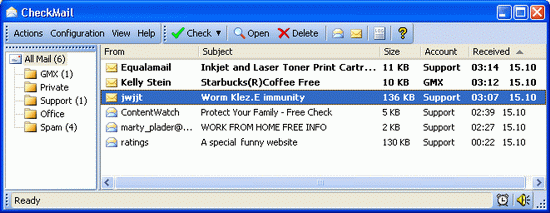 CheckMail
Actions Configuration View Help Check Open Delete
All Mail (6)
GMX (1)
Private
Support (1)
Office
Spam (4)
From Subject Size Account Received
Equalamail Inkjet and Laser Toner Print Cartr... 11 KB Support 03:14 15.10
Kelly Stein Starbucks(R)Coffee Free 10 KB GMX 03:12 15.10
jwjjt Worm Klez.E immunity 136 KB Support 03:07 15.10
ContentWatch Protect Your Family - Free Check 5 KB Support 02:39 15.10
marty_plader@... WORK FROM HOME FREE INFO 2 KB Support 02:27 15.10
ratings A special funny website 130 KB Support 00:22 15.10
Ready